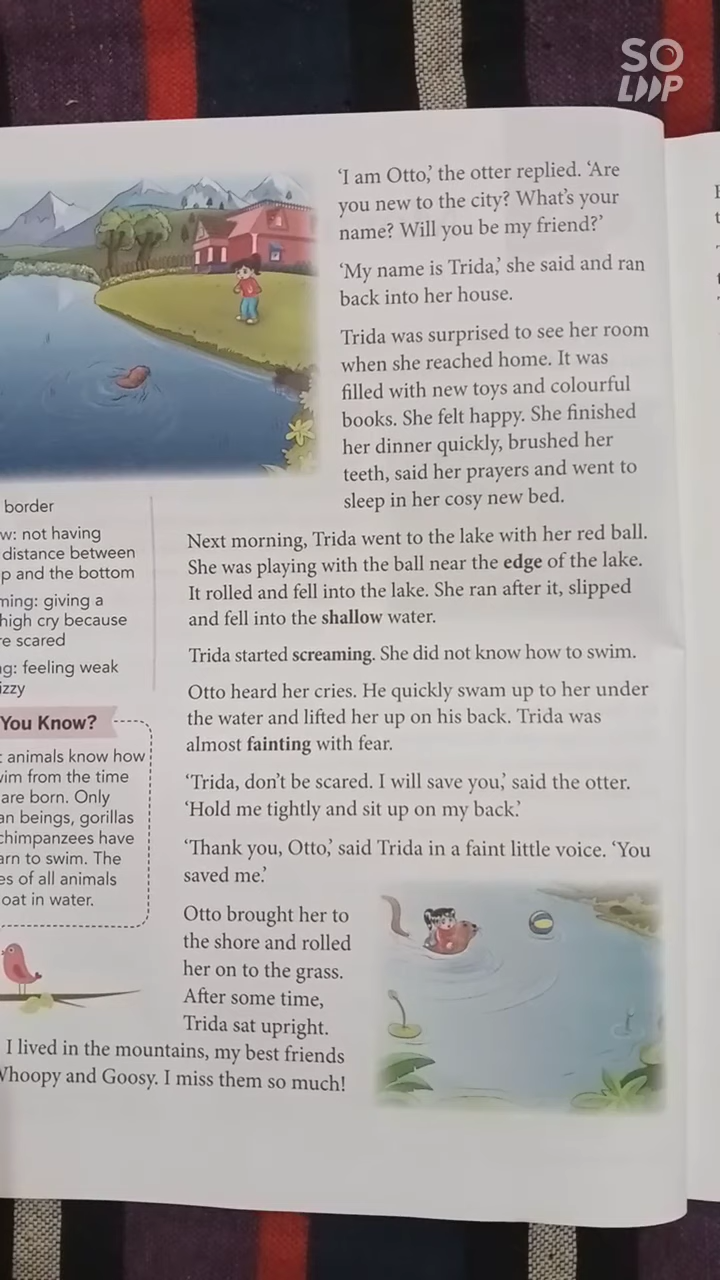 SO
LOOP
'I am Otto,' the otter replied. 'Are
you new to the city? What's your
name? Will you be my friend?'
'My name is Trida,' she said and ran
back into her house.
Trida was surprised to see her room
when she reached home. It was
filled with new toys and colourful
books. She felt happy. She finished
her dinner quickly, brushed her
teeth, said her prayers and went to
sleep in her cosy new bed.
border
w: not having
distance between
p and the bottom
ming: giving a
high cry because
re scared
ng: feeling weak
izzy
Next morning, Trida went to the lake with her red ball.
She was playing with the ball near the edge of the lake.
It rolled and fell into the lake. She ran after it, slipped
and fell into the shallow water.
Trida started screaming. She did not know how to swim.
Otto heard her cries. He quickly swam up to her under
the water and lifted her up on his back. Trida was
almost fainting with fear.
'Trida, don't be scared. I will save you,' said the otter.
'Hold me tightly and sit up on my back.'
'Thank you, Otto,' said Trida in a faint little voice. 'You
saved me.'
You Know?
t animals know how
vim from the time
are born. Only
an beings, gorillas
chimpanzees have
arn to swim. The
es of all animals
oat in water.
Otto brought her to
the shore and rolled
her on to the grass.
After some time,
Trida sat upright.
I lived in the mountains, my best friends
Whoopy and Goosy. I miss them so much!